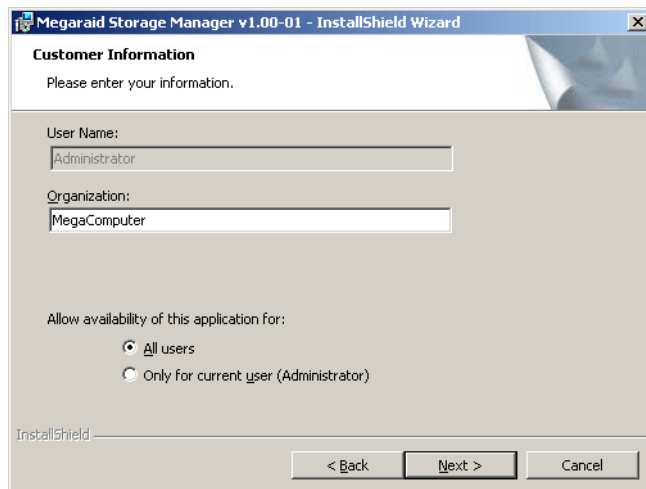 Megaraid Storage Manager v1.00-01 - InstallShield Wizard
Customer Information
Please enter your information.
User Name:
Administrator
Organization:
MegaComputer
Allow availability of this application for:
All users
Only for current user (Administrator)
InstallShield
< Back Next > Cancel